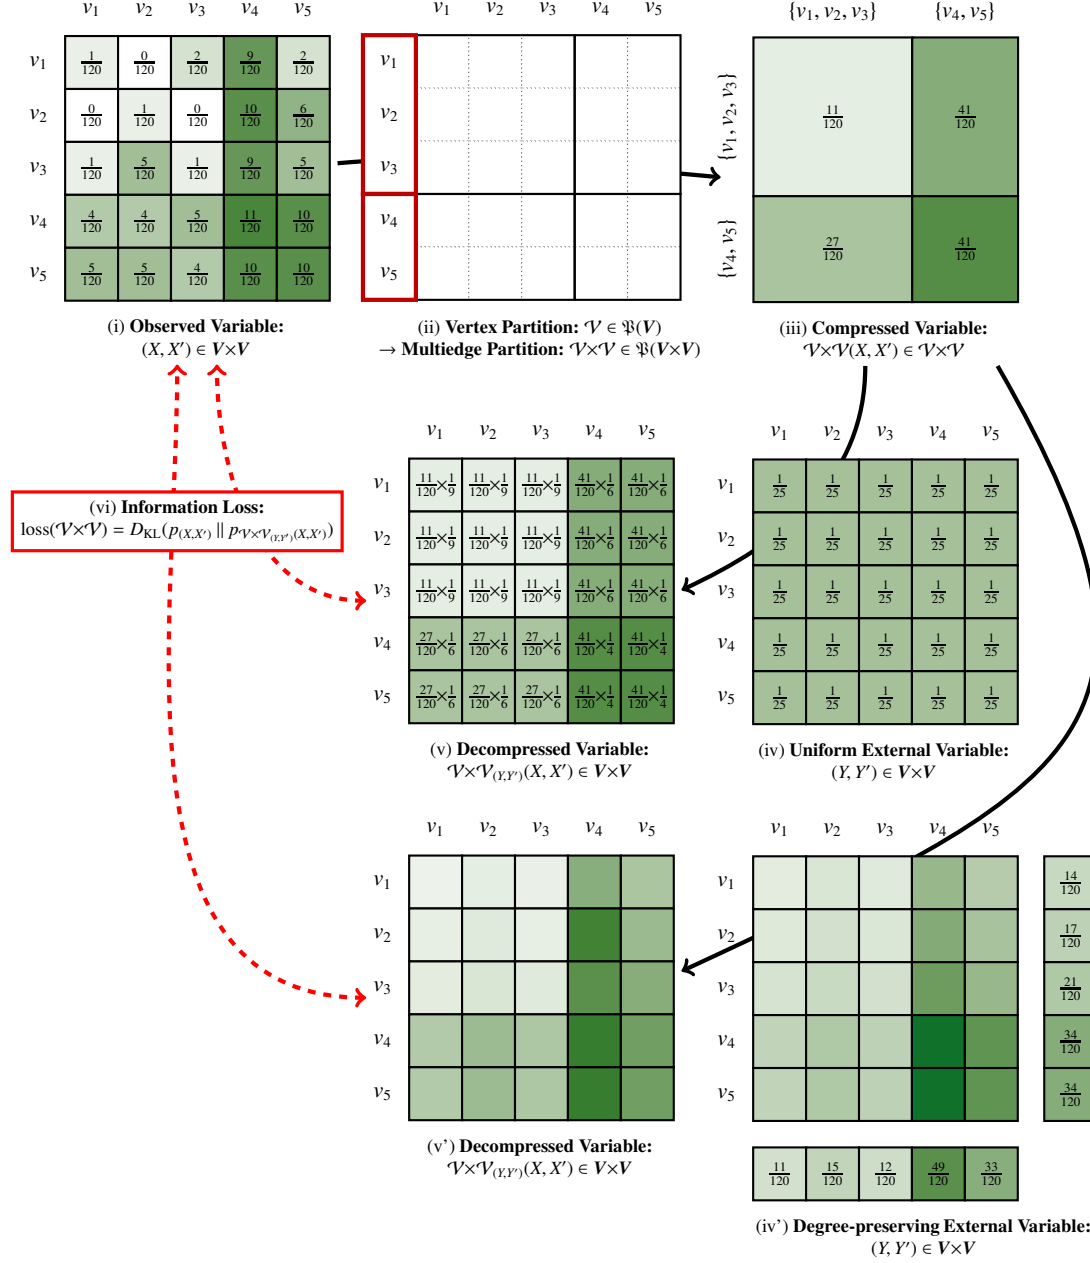 v1 v2 v3 v4 v5
v1 1/120 0/120 2/120 9/120 2/120
v2 0/120 1/120 0/120 10/120 6/120
v3 1/120 5/120 1/120 9/120 5/120
v4 4/120 4/120 5/120 11/120 10/120
v5 5/120 5/120 4/120 10/120 10/120
(i) Observed Variable:
(X, X′) ∈ V×V
v1 v2 v3 v4 v5
v1
v2
v3
v4
v5
(ii) Vertex Partition: 𝒱 ∈ 𝔓(V)
→ Multiedge Partition: 𝒱×𝒱 ∈ 𝔓(V×V)
{v1, v2, v3} {v4, v5}
{v1, v2, v3} 11/120 41/120
{v4, v5} 27/120 41/120
(iii) Compressed Variable:
𝒱×𝒱(X, X′) ∈ 𝒱×𝒱
(vi) Information Loss:
loss(𝒱×𝒱) = DKL(p(X,X′) || p𝒱×𝒱(Y,Y′)(X,X′))
v1 v2 v3 v4 v5
v1 11/120×1/9 11/120×1/9 11/120×1/9 41/120×1/6 41/120×1/6
v2 11/120×1/9 11/120×1/9 11/120×1/9 41/120×1/6 41/120×1/6
v3 11/120×1/9 11/120×1/9 11/120×1/9 41/120×1/6 41/120×1/6
v4 27/120×1/6 27/120×1/6 27/120×1/6 41/120×1/4 41/120×1/4
v5 27/120×1/6 27/120×1/6 27/120×1/6 41/120×1/4 41/120×1/4
(v) Decompressed Variable:
𝒱×𝒱(Y,Y′)(X, X′) ∈ V×V
v1 v2 v3 v4 v5
v1 1/25 1/25 1/25 1/25 1/25
v2 1/25 1/25 1/25 1/25 1/25
v3 1/25 1/25 1/25 1/25 1/25
v4 1/25 1/25 1/25 1/25 1/25
v5 1/25 1/25 1/25 1/25 1/25
(iv) Uniform External Variable:
(Y, Y′) ∈ V×V
v1 v2 v3 v4 v5
v1
v2
v3
v4
v5
(v') Decompressed Variable:
𝒱×𝒱(Y,Y′)(X, X′) ∈ V×V
v1 v2 v3 v4 v5
v1 14/120
v2 17/120
v3 21/120
v4 34/120
v5 34/120
11/120 15/120 12/120 49/120 33/120
(iv') Degree-preserving External Variable:
(Y, Y′) ∈ V×V